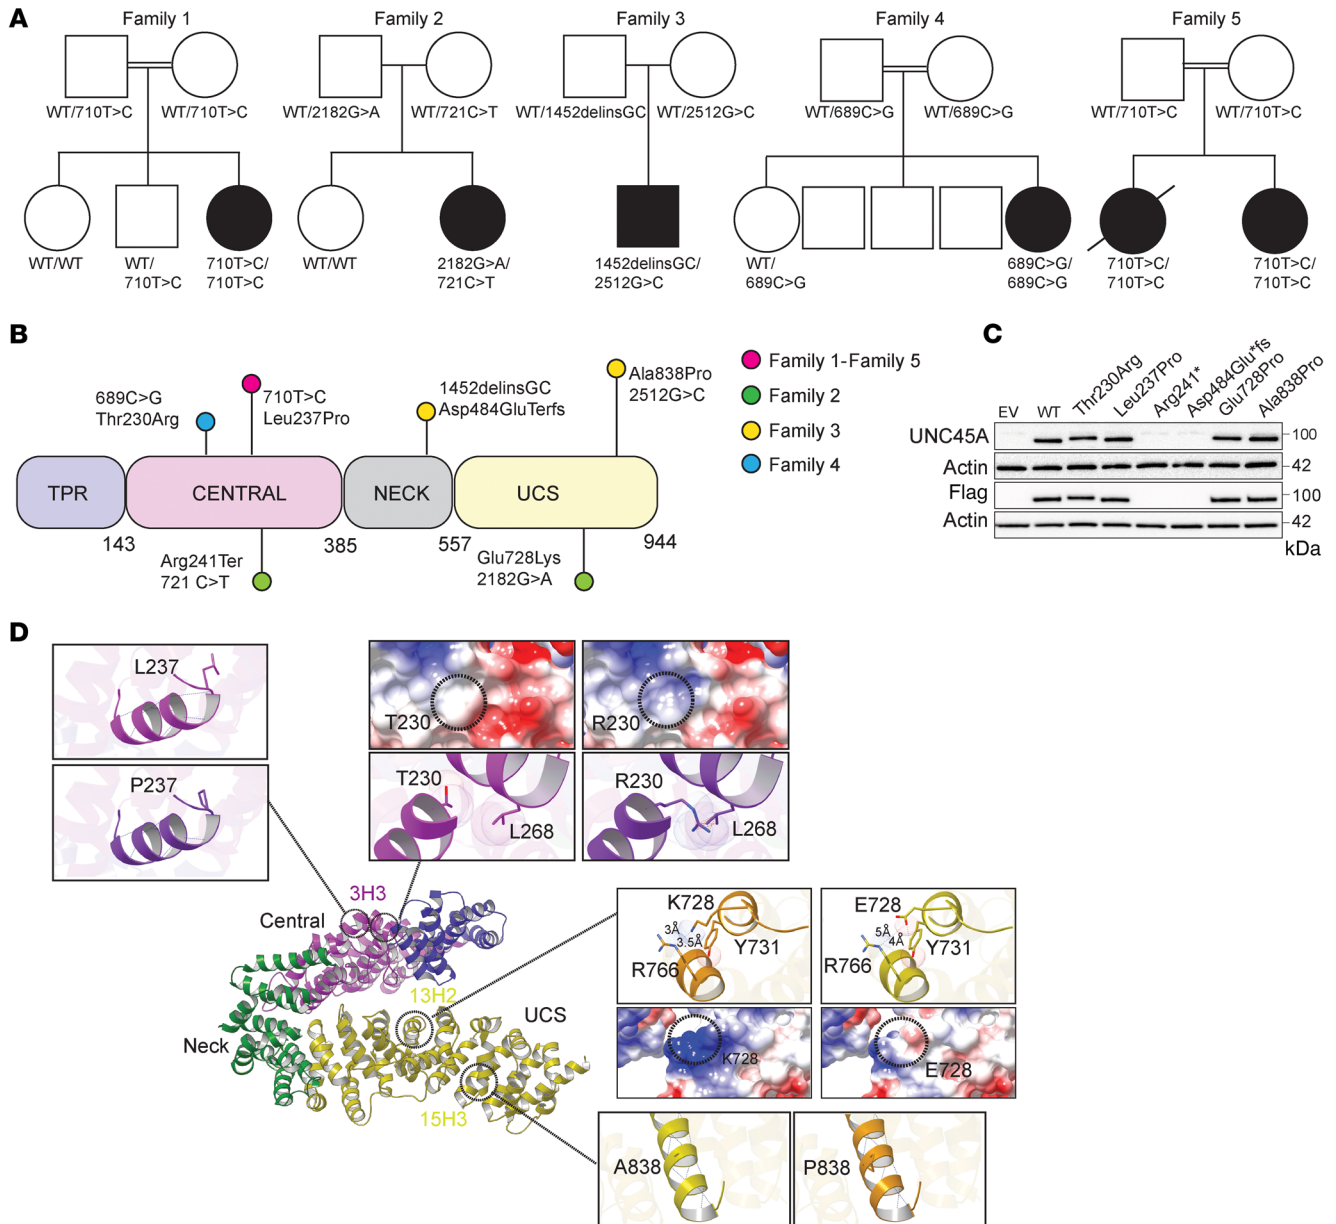 A
Family 1
Family 2
Family 3
Family 4
Family 5
WT/710T>C
WT/710T>C
WT/2182G>A
WT/721C>T
WT/1452delinsGC
WT/2512G>C
WT/689C>G
WT/689C>G
WT/710T>C
WT/710T>C
WT/WT
WT/
710T>C
710T>C/
710T>C
WT/WT
2182G>A/
721C>T
1452delinsGC/
2512G>C
WT/
689C>G
689C>G/
689C>G
710T>C/
710T>C
710T>C/
710T>C
B
689C>G
Thr230Arg
710T>C
Leu237Pro
1452delinsGC
Asp484GluTerfs
Ala838Pro
2512G>C
TPR
CENTRAL
NECK
UCS
143
385
557
944
Arg241Ter
721 C>T
Glu728Lys
2182G>A
Family 1-Family 5
Family 2
Family 3
Family 4
C
EV
WT
Thr230Arg
Leu237Pro
Arg241*
Asp484Glu*fs
Glu728Pro
Ala838Pro
UNC45A
100
Actin
42
Flag
100
Actin
42
kDa
D
L237
P237
T230
R230
T230
L268
R230
L268
3H3
Central
Neck
13H2
UCS
15H3
K728
3Å
3.5Å
Y731
R766
E728
5Å
4Å
Y731
R766
K728
E728
A838
P838